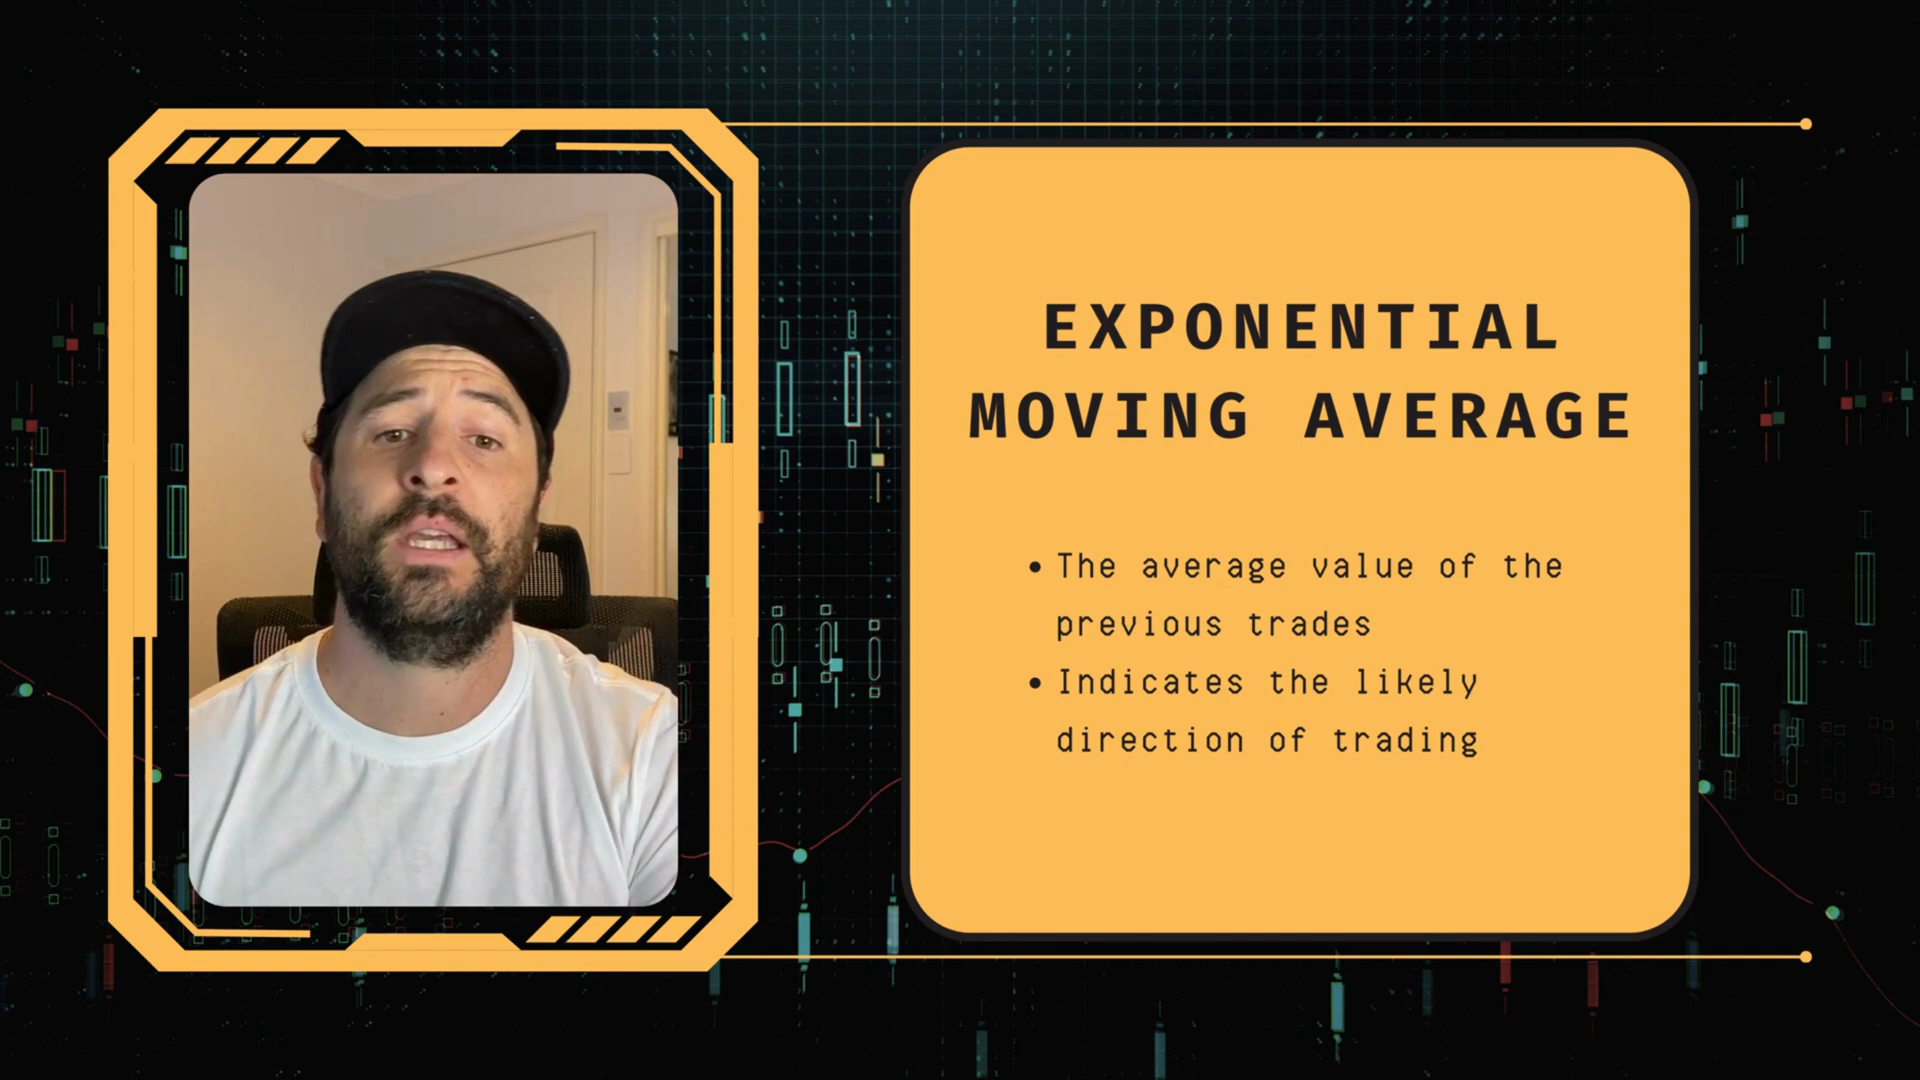 EXPONENTIAL
MOVING AVERAGE
• The average value of the
previous trades
• Indicates the likely
direction of trading